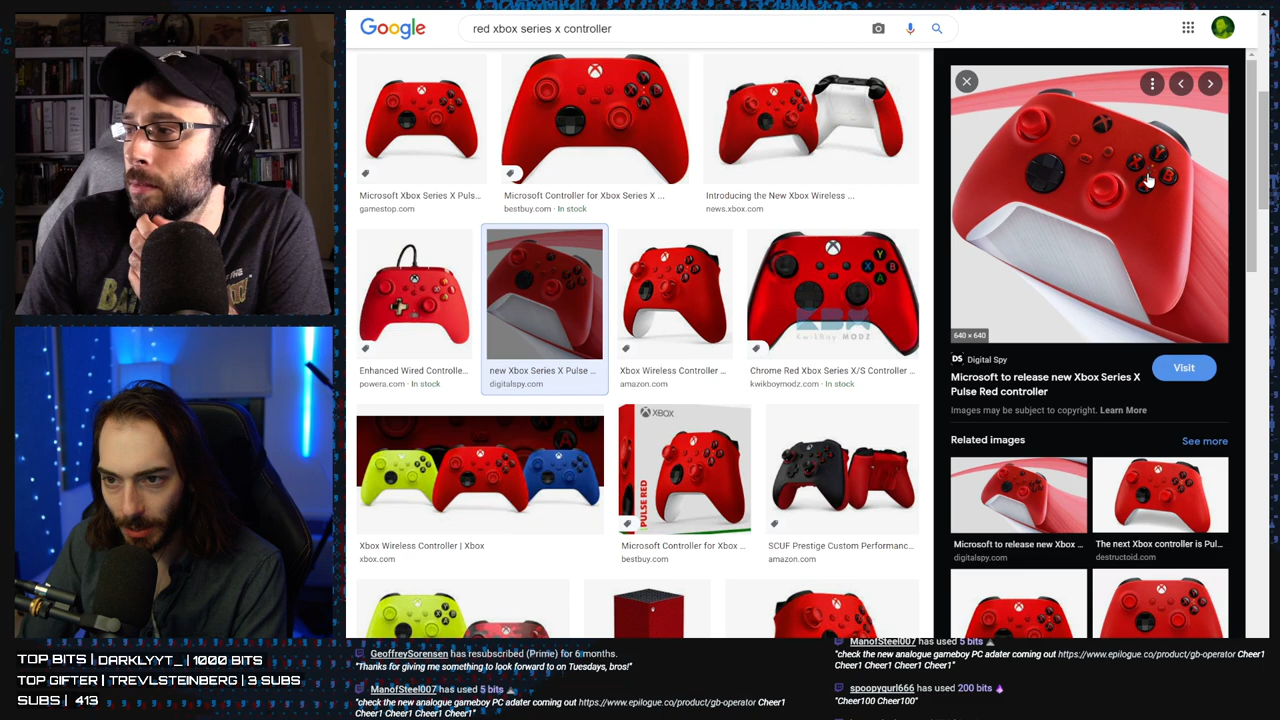 Google
red xbox series x controller
Microsoft Xbox Series X Puls...
gamestop.com
Microsoft Controller for Xbox Series X ...
bestbuy.com · In stock
Introducing the New Xbox Wireless ...
news.xbox.com
Enhanced Wired Controlle...
powera.com · In stock
new Xbox Series X Pulse ...
digitalspy.com
Xbox Wireless Controller ...
amazon.com
X Y B A
KwikBoy MODZ
Chrome Red Xbox Series X/S Controller ...
kwikboymodz.com · In stock
Xbox Wireless Controller | Xbox
xbox.com
XBOX
PULSE RED
Microsoft Controller for Xbox ...
bestbuy.com
SCUF Prestige Custom Performanc...
amazon.com
X Y B
640 × 640
DS Digital Spy
Microsoft to release new Xbox Series X
Pulse Red controller
Visit
Images may be subject to copyright. Learn More
Related images
See more
Microsoft to release new Xbox ...
digitalspy.com
The next Xbox controller is Pul...
destructoid.com
TOP BITS | DARKLYYT_ | 1000 BITS
TOP GIFTER | TREVLSTEINBERG | 3 SUBS
SUBS | 413
GeoffreySorensen has resubscribed (Prime) for 6 months.
"Thanks for giving me something to look forward to on Tuesdays, bros!"
ManofSteel007 has used 5 bits
"check the new analogue gameboy PC adater coming out https://www.epilogue.co/product/gb-operator Cheer1
Cheer1 Cheer1 Cheer1 Cheer1"
ManofSteel007 has used 5 bits
"check the new analogue gameboy PC adater coming out https://www.epilogue.co/product/gb-operator Cheer1
Cheer1 Cheer1 Cheer1 Cheer1"
spoopygurl666 has used 200 bits
"Cheer100 Cheer100"